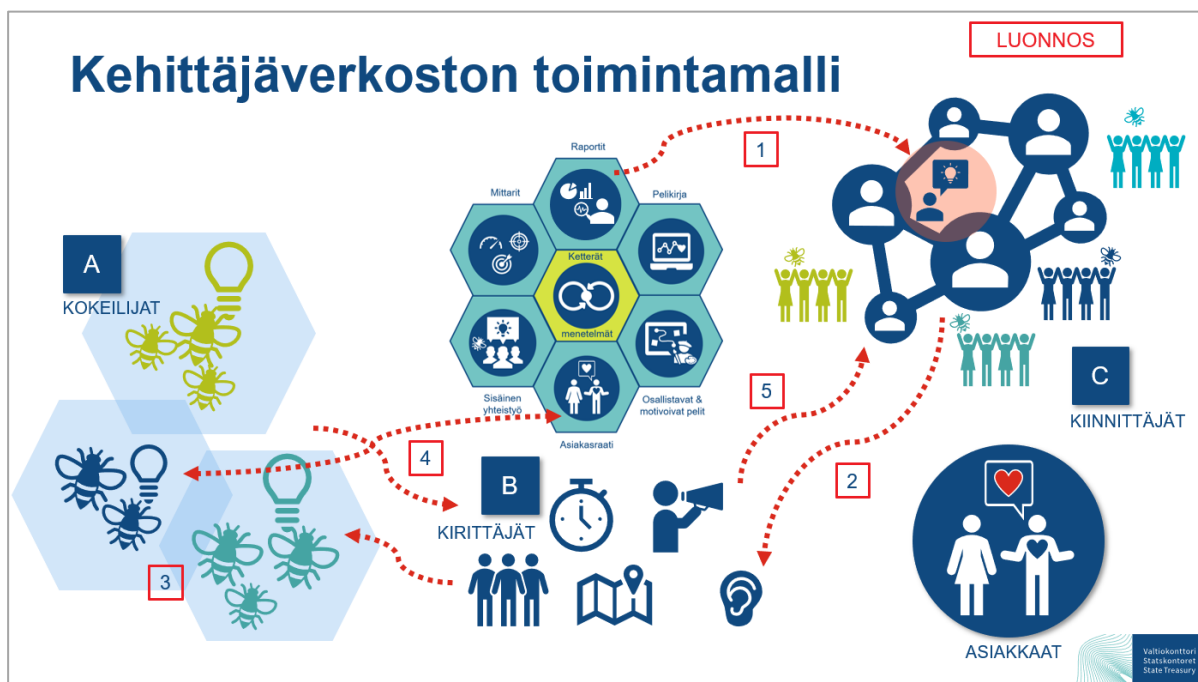 LUONNOS
Kehittäjäverkoston toimintamalli
1
Raportit
Mittarit
Pelikirja
A
KOKEILIJAT
Ketterät
menetelmät
Sisäinen
yhteistyö
Osallistavat &
motivoivat pelit
Asiakasraati
C
KIINNITTÄJÄT
5
4
2
B
KIRITTÄJÄT
3
ASIAKKAAT
Valtiokonttori
Statskontoret
State Treasury